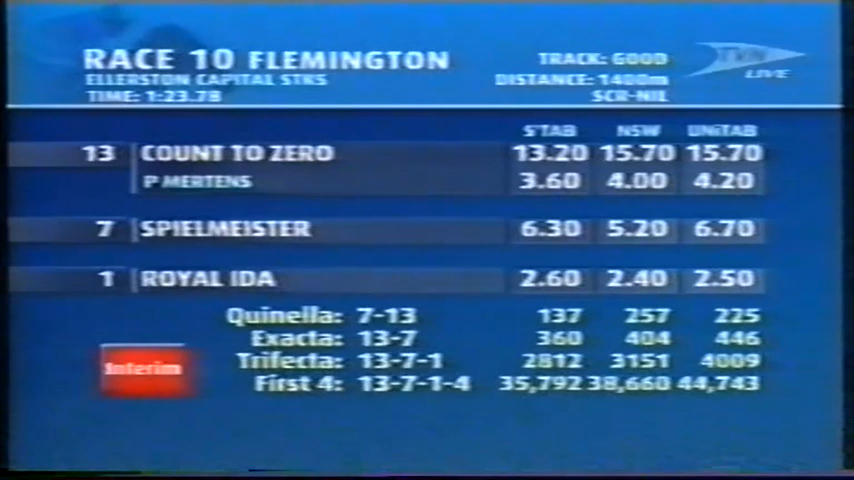 RACE 10 FLEMINGTON
ELLERSTON CAPITAL STKS
TIME: 1:23.78
TRACK: GOOD
DISTANCE: 1400m
SCR-NIL
TVN
LIVE
S'TAB NSW UNITAB
13 COUNT TO ZERO 13.20 15.70 15.70
P MERTENS 3.60 4.00 4.20
7 SPIELMEISTER 6.30 5.20 6.70
1 ROYAL IDA 2.60 2.40 2.50
Quinella: 7-13 137 257 225
Exacta: 13-7 360 404 446
Trifecta: 13-7-1 2812 3151 4009
First 4: 13-7-1-4 35,792 38,660 44,743
Interim